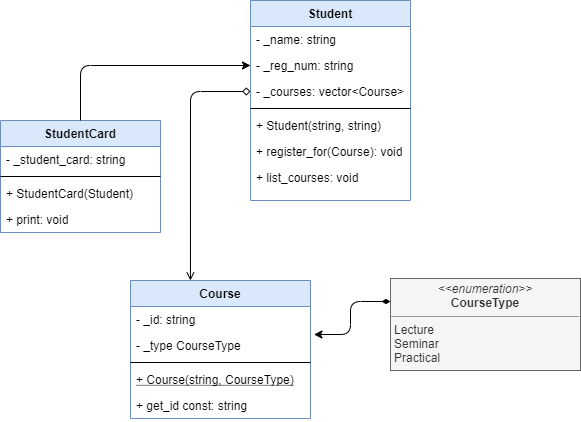 Student
- _name: string
- _reg_num: string
- _courses: vector<Course>
+ Student(string, string)
+ register_for(Course): void
+ list_courses: void
StudentCard
- _student_card: string
+ StudentCard(Student)
+ print: void
Course
- _id: string
- _type CourseType
+ Course(string, CourseType)
+ get_id const: string
<<enumeration>>
CourseType
Lecture
Seminar
Practical